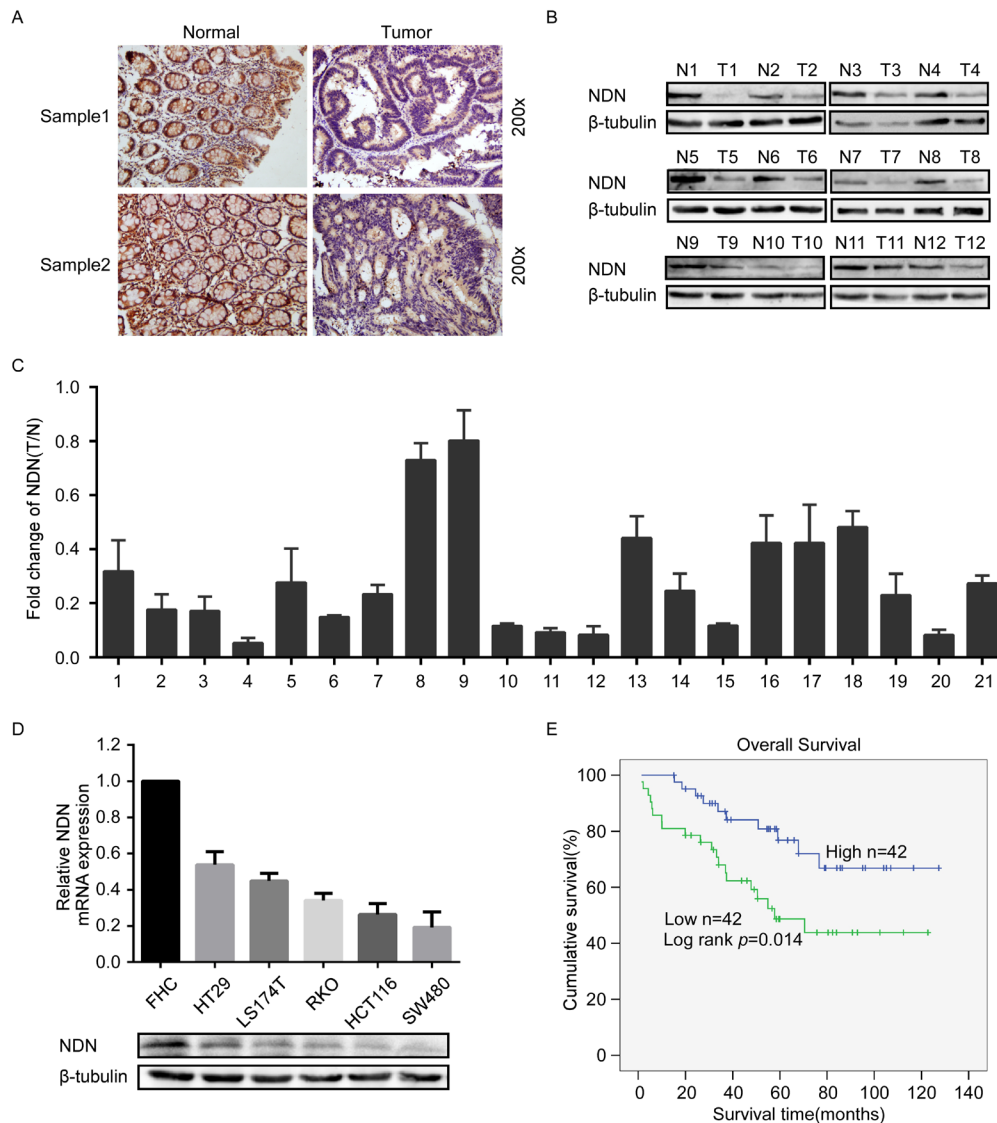 A
Normal Tumor
Sample1
200x
Sample2
200x
B
N1 T1 N2 T2 N3 T3 N4 T4
NDN
β-tubulin
N5 T5 N6 T6 N7 T7 N8 T8
NDN
β-tubulin
N9 T9 N10 T10 N11 T11 N12 T12
NDN
β-tubulin
C
Fold change of NDN(T/N)
1.0
0.8
0.6
0.4
0.2
0.0
1 2 3 4 5 6 7 8 9 10 11 12 13 14 15 16 17 18 19 20 21
D
Relative NDN
mRNA expression
1.2
1.0
0.8
0.6
0.4
0.2
0.0
FHC HT29 LS174T RKO HCT116 SW480
NDN
β-tubulin
E
Overall Survival
Cumulative survival(%)
100
80
60
40
20
0
High n=42
Low n=42
Log rank p=0.014
0 20 40 60 80 100 120 140
Survival time(months)